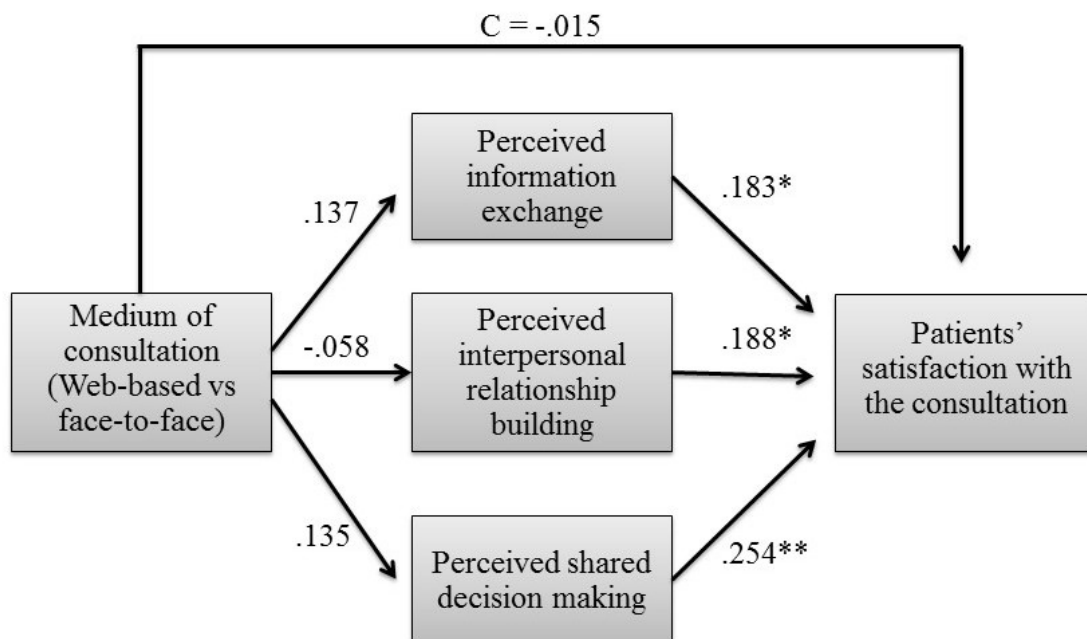 C = -.015
Perceived
information
exchange
.137
.183*
Medium of
consultation
(Web-based vs
face-to-face)
-.058
Perceived
interpersonal
relationship
building
.188*
Patients’
satisfaction with
the consultation
.135
Perceived shared
decision making
.254**